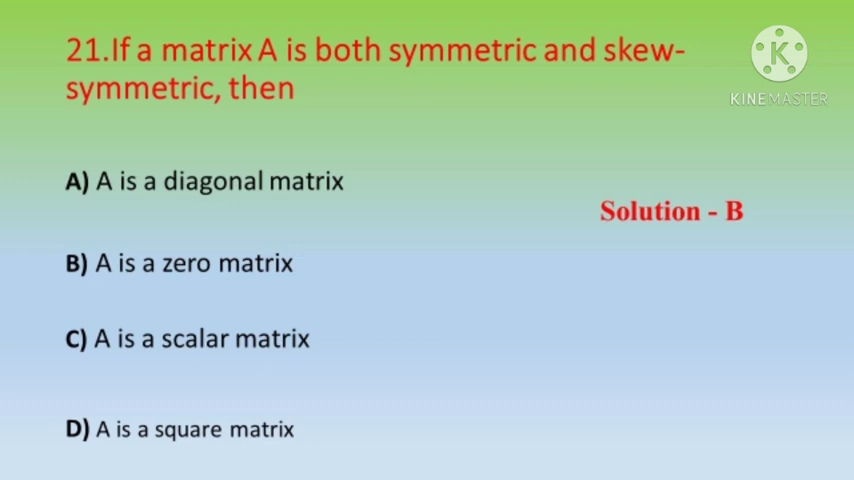 21.If a matrix A is both symmetric and skew-
symmetric, then
K
KINEMASTER
A) A is a diagonal matrix
Solution - B
B) A is a zero matrix
C) A is a scalar matrix
D) A is a square matrix